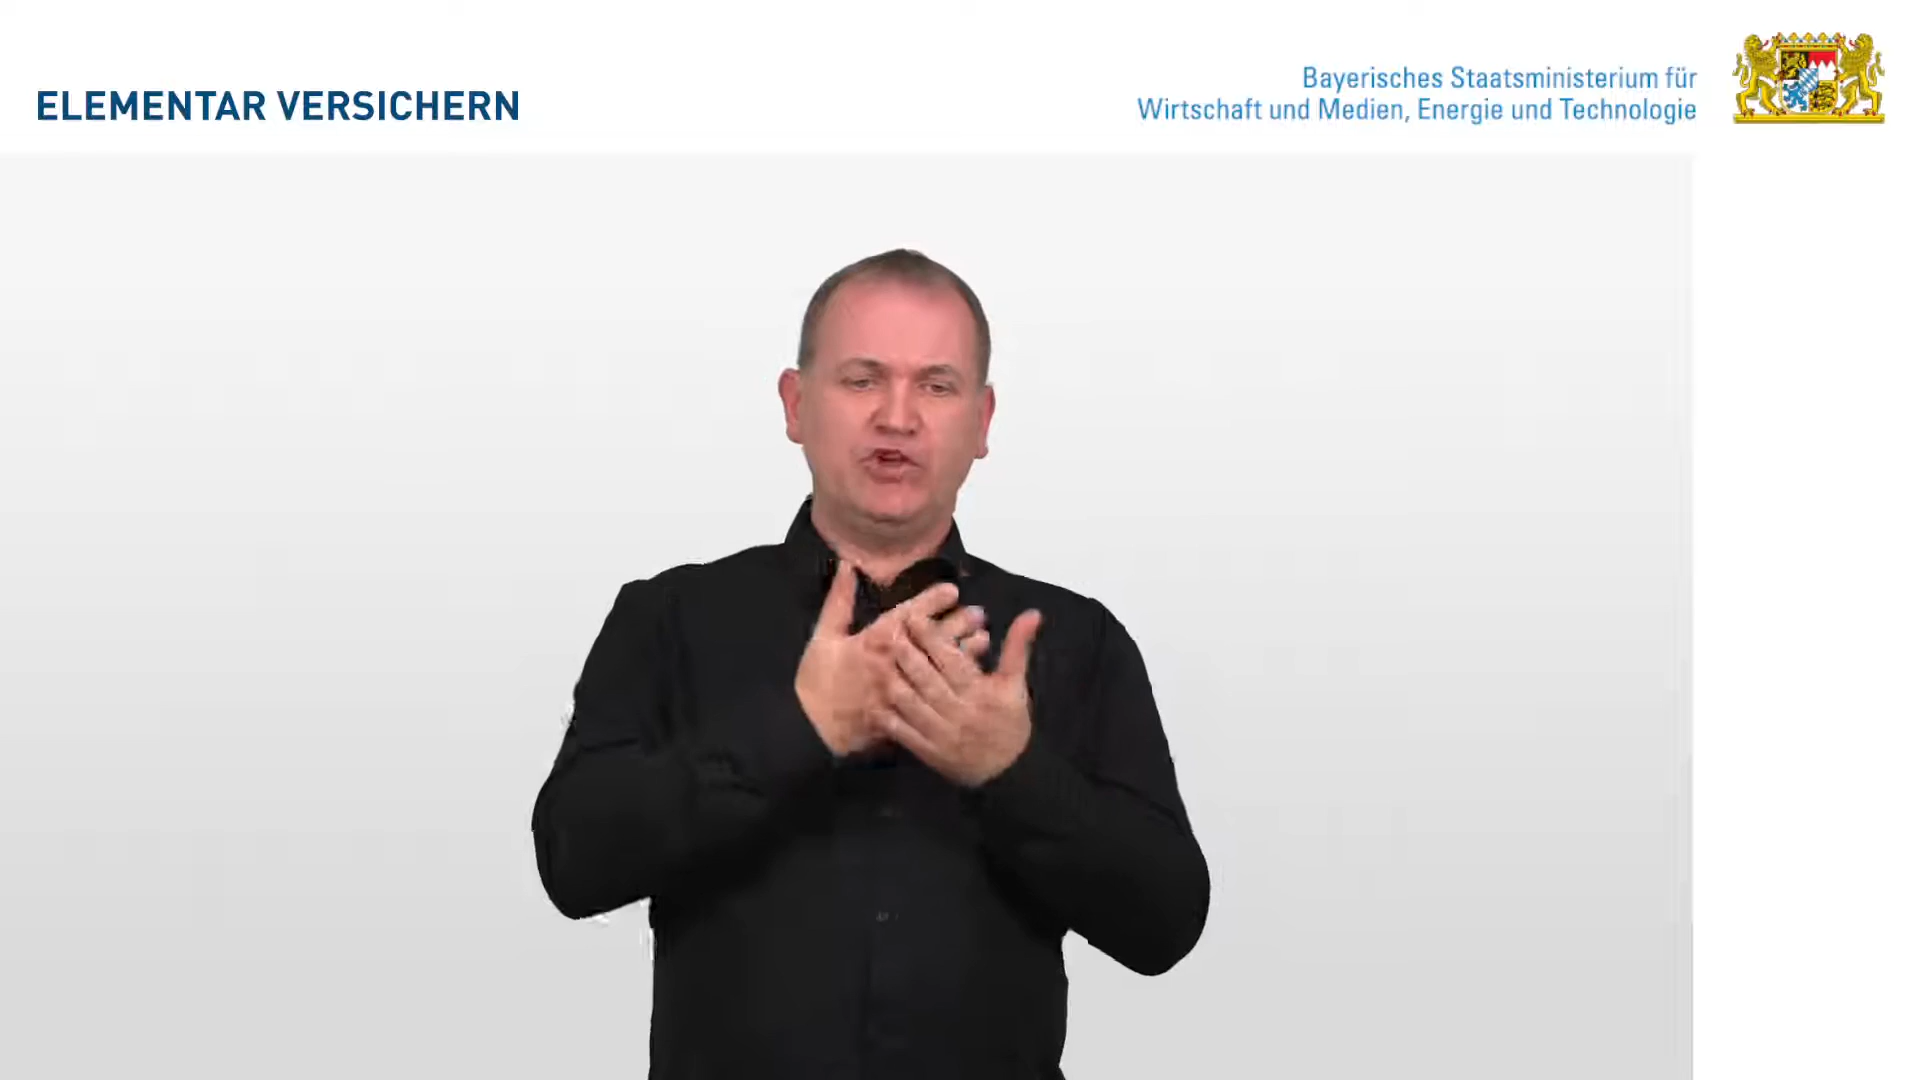 ELEMENTAR VERSICHERN
Bayerisches Staatsministerium für
Wirtschaft und Medien, Energie und Technologie